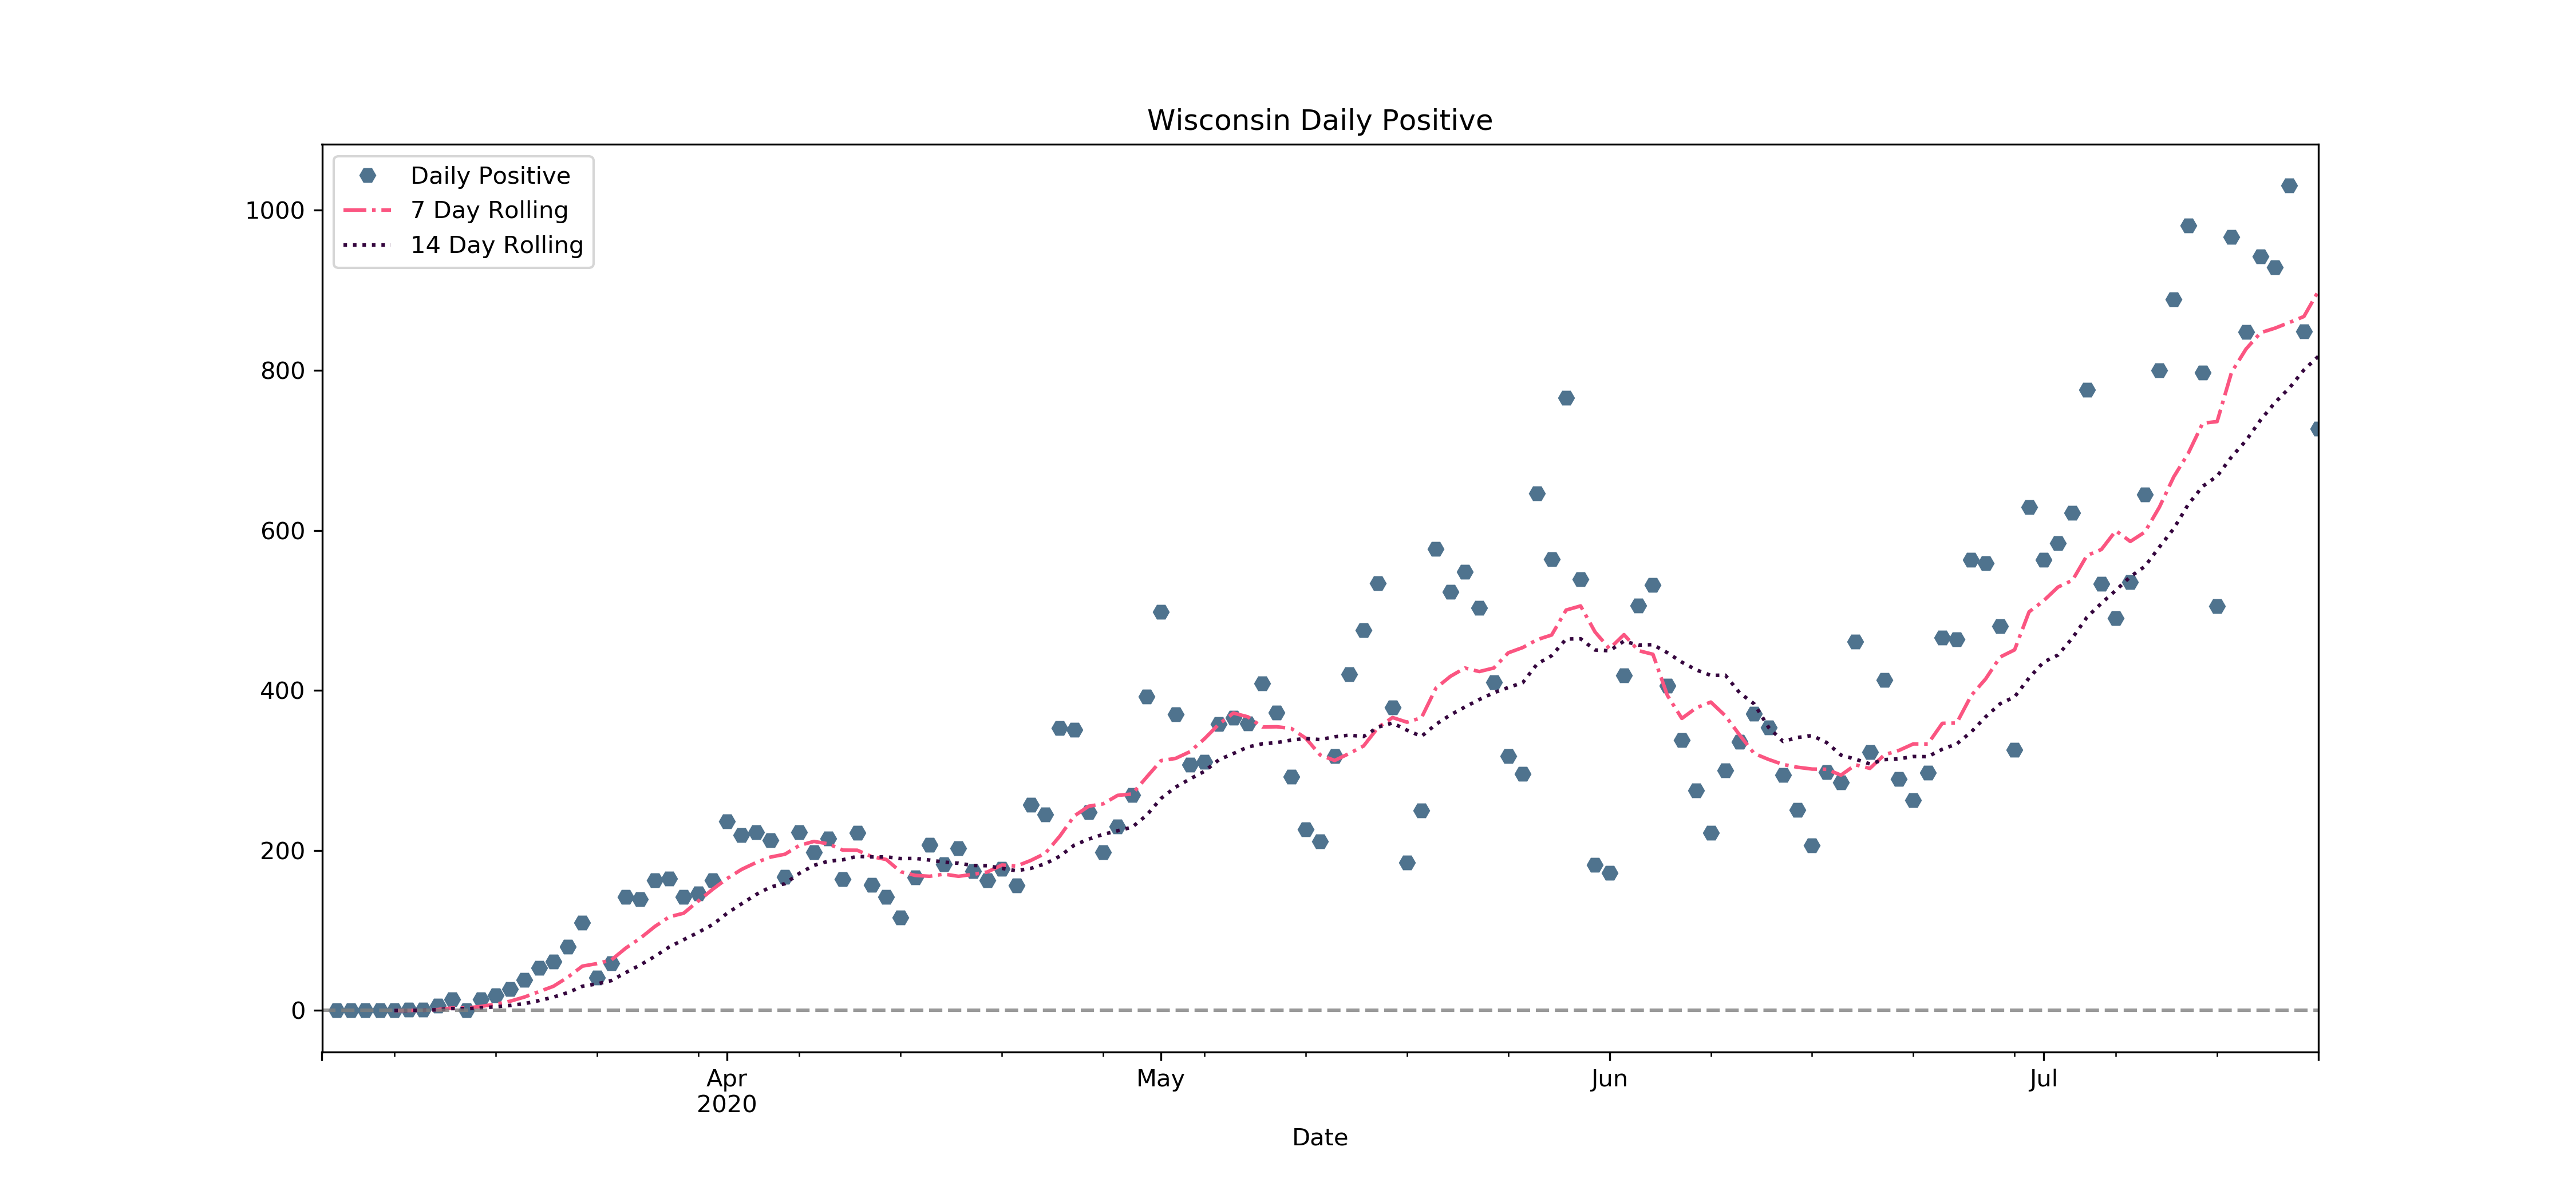 Wisconsin Daily Positive
Daily Positive
7 Day Rolling
14 Day Rolling
1000
800
600
400
200
0
Apr
2020
May
Jun
Jul
Date